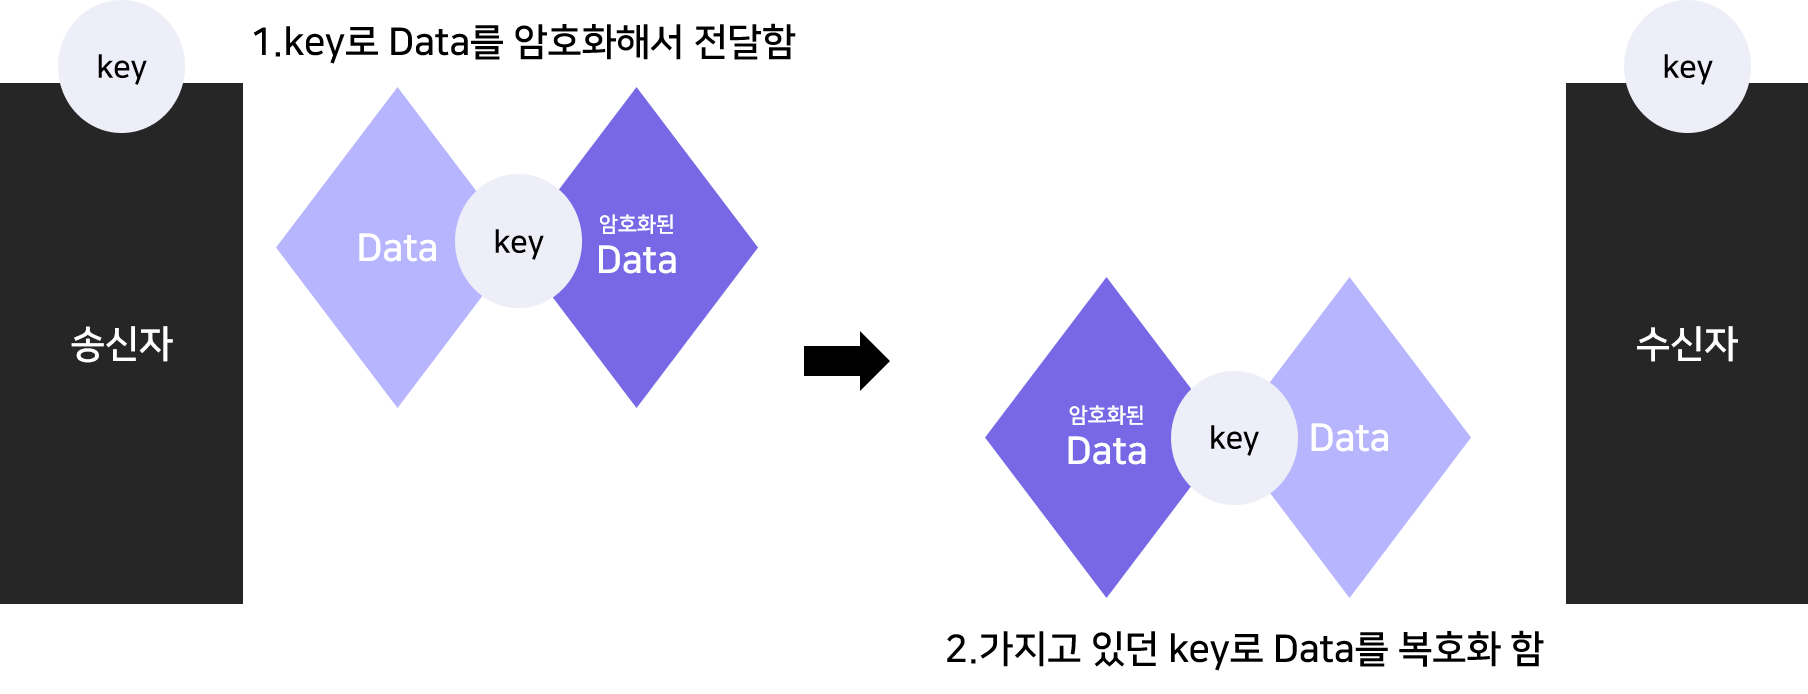 key
1.key로 Data를 암호화해서 전달함
key
송신자
Data
key
암호화된
Data
암호화된
Data
key
Data
수신자
2.가지고 있던 key로 Data를 복호화 함